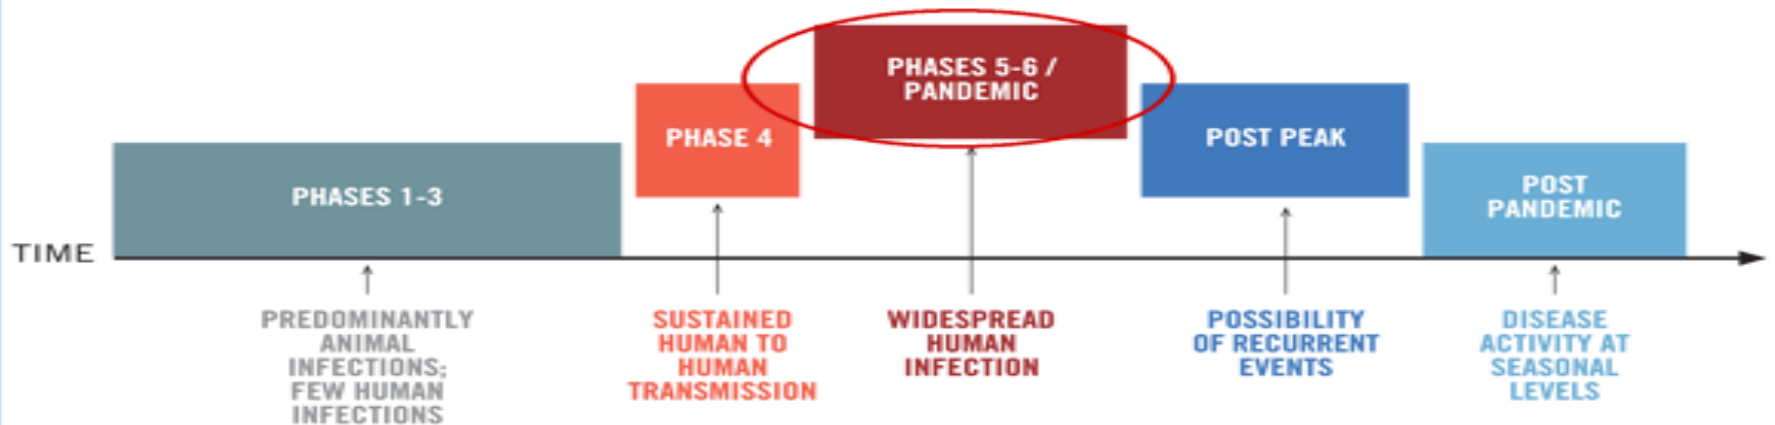 PHASES 5-6 /
PANDEMIC
PHASE 4
POST PEAK
PHASES 1-3
POST
PANDEMIC
TIME
PREDOMINANTLY
ANIMAL
INFECTIONS;
FEW HUMAN
INFECTIONS
SUSTAINED
HUMAN TO
HUMAN
TRANSMISSION
WIDESPREAD
HUMAN
INFECTION
POSSIBILITY
OF RECURRENT
EVENTS
DISEASE
ACTIVITY AT
SEASONAL
LEVELS